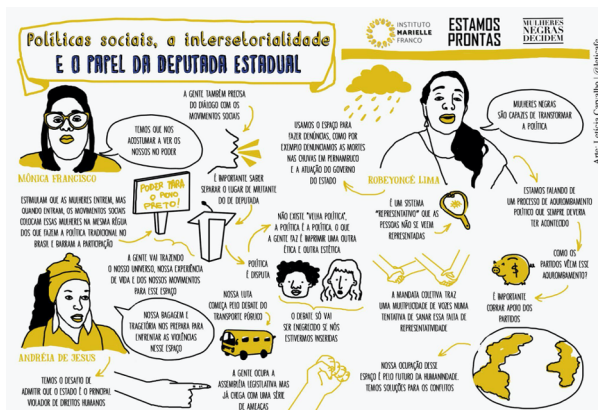 Políticas sociais, a intersetorialidade
E O PAPEL DA DEPUTADA ESTADUAL
INSTITUTO
MARIELLE
FRANCO
ESTAMOS
PRONTAS
MULHERES
NEGRAS
DECIDEM
TEMOS QUE NOS
ACOSTUMAR A VER OS
NOSSOS NO PODER
MÔNICA FRANCISCO
ESTIMULAM QUE AS MULHERES ENTREM, MAS
QUANDO ENTRAM, OS MOVIMENTOS SOCIAIS
COLOCAM ESSAS MULHERES NA MESMA RÉGUA
DOS QUE FAZEM A POLÍTICA TRADICIONAL NO
BRASIL E BARRAM A PARTICIPAÇÃO
A GENTE TAMBÉM PRECISA
DO DIÁLOGO COM OS
MOVIMENTOS SOCIAIS
É IMPORTANTE SABER
SEPARAR O LUGAR DE MILITANTE
DO DE DEPUTADA
PODER PARA
O POVO
PRETO!
NÃO EXISTE "VELHA POLÍTICA",
A POLÍTICA É A POLÍTICA. O QUE
A GENTE FAZ É IMPRIMIR UMA OUTRA
ÉTICA E OUTRA ESTÉTICA
POLÍTICA
É DISPUTA
USAMOS O ESPAÇO PARA
FAZER DENÚNCIAS, COMO POR
EXEMPLO DENUNCIAMOS AS MORTES
NAS CHUVAS EM PERNAMBUCO
E A ATUAÇÃO DO GOVERNO
DO ESTADO
ROBEYONCÉ LIMA
MULHERES NEGRAS
SÃO CAPAZES DE TRANSFORMAR
A POLÍTICA
É UM SISTEMA
"REPRESENTATIVO" QUE AS
PESSOAS NÃO SE VEEM
REPRESENTADAS
ESTAMOS TALANDO DE
UM PROCESSO DE AQUILOMBAMENTO
POLÍTICO QUE SEMPRE DEVERIA
TER ACONTECIDO
COMO OS
PARTIDOS VÊEM ESSE
AQUILOMBAMENTO?
É IMPORTANTE
COBRAR APOIO DOS
PARTIDOS
A MANDATA COLETIVA TRAZ
UMA MULTIPLICIDADE DE VOZES NUMA
TENTATIVA DE SANAR ESSA FALTA DE
REPRESENTATIVIDADE
NOSSA OCUPAÇÃO DESSE
ESPAÇO É PELO FUTURO DA HUMANINDADE.
TEMOS SOLUÇÕES PARA OS CONFLITOS
A GENTE VAI TRAZENDO
O NOSSO UNIVERSO, NOSSA EXPERIÊNCIA
DE VIDA E DOS NOSSOS MOVIMENTOS
PARA ESSE ESPAÇO
NOSSA BAGAGEM E
TRAGETÓRIA NOS PREPARA PARA
ENFRENTAR AS VIOLÊNCIAS
NESSE ESPAÇO
ANDRÉIA DE JESUS
TEMOS O DESAFIO DE
ADMITIR QUE O ESTADO É O PRINCIPAL
VIOLADOR DE DIREITOS HUMANOS
NOSSA LUTA
COMEÇA PELO DEBATE DO
TRANSPORTE PÚBLICO
O DEBATE SÓ VAI
SER ENEGRECIDO SE NÓS
ESTIVERMOS INSERIDAS
A GENTE OCUPA A
ASSEMBLÉIA LEGISLATIVA MAS
JÁ CHEGA COM UMA SÉRIE
DE AMEAÇAS